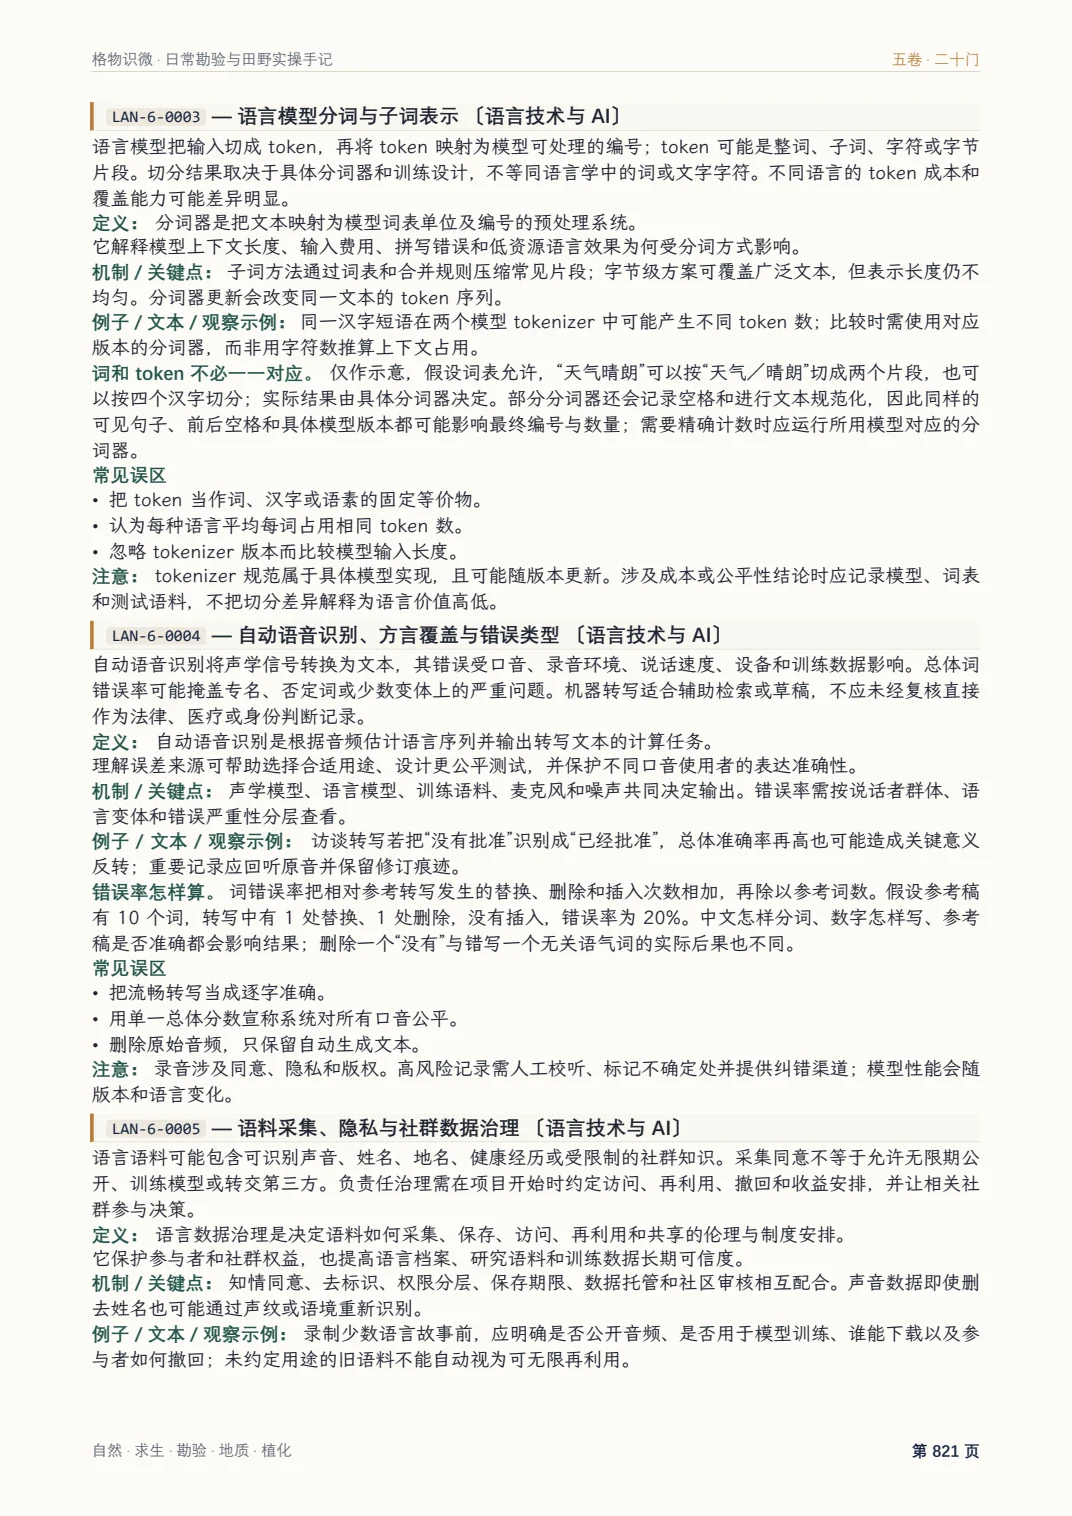 格物识微 · 日常勘验与田野实操手记
五卷 · 二十门
LAN-6-0003 — 语言模型分词与子词表示 〔语言技术与 AI〕
语言模型把输入切成 token，再将 token 映射为模型可处理的编号；token 可能是整词、子词、字符或字节
片段。切分结果取决于具体分词器和训练设计，不等同语言学中的词或文字字符。不同语言的 token 成本和
覆盖能力可能差异明显。
定义： 分词器是把文本映射为模型词表单位及编号的预处理系统。
它解释模型上下文长度、输入费用、拼写错误和低资源语言效果为何受分词方式影响。
机制 / 关键点： 子词方法通过词表和合并规则压缩常见片段；字节级方案可覆盖广泛文本，但表示长度仍不
均匀。分词器更新会改变同一文本的 token 序列。
例子 / 文本 / 观察示例： 同一汉字短语在两个模型 tokenizer 中可能产生不同 token 数；比较时需使用对应
版本的分词器，而非用字符数推算上下文占用。
词和 token 不必一一对应。 仅作示意，假设词表允许，“天气晴朗”可以按“天气／晴朗”切成两个片段，也可
以按四个汉字切分；实际结果由具体分词器决定。部分分词器还会记录空格和进行文本规范化，因此同样的
可见句子、前后空格和具体模型版本都可能影响最终编号与数量；需要精确计数时应运行所用模型对应的分
词器。
常见误区
• 把 token 当作词、汉字或语素的固定等价物。
• 认为每种语言平均每词占用相同 token 数。
• 忽略 tokenizer 版本而比较模型输入长度。
注意： tokenizer 规范属于具体模型实现，且可能随版本更新。涉及成本或公平性结论时应记录模型、词表
和测试语料，不把切分差异解释为语言价值高低。
LAN-6-0004 — 自动语音识别、方言覆盖与错误类型 〔语言技术与 AI〕
自动语音识别将声学信号转换为文本，其错误受口音、录音环境、说话速度、设备和训练数据影响。总体词
错误率可能掩盖专名、否定词或少数变体上的严重问题。机器转写适合辅助检索或草稿，不应未经复核直接
作为法律、医疗或身份判断记录。
定义： 自动语音识别是根据音频估计语言序列并输出转写文本的计算任务。
理解误差来源可帮助选择合适用途、设计更公平测试，并保护不同口音使用者的表达准确性。
机制 / 关键点： 声学模型、语言模型、训练语料、麦克风和噪声共同决定输出。错误率需按说话者群体、语
言变体和错误严重性分层查看。
例子 / 文本 / 观察示例： 访谈转写若把“没有批准”识别成“已经批准”，总体准确率再高也可能造成关键意义
反转；重要记录应回听原音并保留修订痕迹。
错误率怎样算。 词错误率把相对参考转写发生的替换、删除和插入次数相加，再除以参考词数。假设参考稿
有 10 个词，转写中有 1 处替换、1 处删除，没有插入，错误率为 20%。中文怎样分词、数字怎样写、参考
稿是否准确都会影响结果；删除一个“没有”与错写一个无关语气词的实际后果也不同。
常见误区
• 把流畅转写当成逐字准确。
• 用单一总体分数宣称系统对所有口音公平。
• 删除原始音频，只保留自动生成文本。
注意： 录音涉及同意、隐私和版权。高风险记录需人工校听、标记不确定处并提供纠错渠道；模型性能会随
版本和语言变化。
LAN-6-0005 — 语料采集、隐私与社群数据治理 〔语言技术与 AI〕
语言语料可能包含可识别声音、姓名、地名、健康经历或受限制的社群知识。采集同意不等于允许无限期公
开、训练模型或转交第三方。负责任治理需在项目开始时约定访问、再利用、撤回和收益安排，并让相关社
群参与决策。
定义： 语言数据治理是决定语料如何采集、保存、访问、再利用和共享的伦理与制度安排。
它保护参与者和社群权益，也提高语言档案、研究语料和训练数据长期可信度。
机制 / 关键点： 知情同意、去标识、权限分层、保存期限、数据托管和社区审核相互配合。声音数据即使删
去姓名也可能通过声纹或语境重新识别。
例子 / 文本 / 观察示例： 录制少数语言故事前，应明确是否公开音频、是否用于模型训练、谁能下载以及参
与者如何撤回；未约定用途的旧语料不能自动视为可无限再利用。
自然 · 求生 · 勘验 · 地质 · 植化
第 821 页